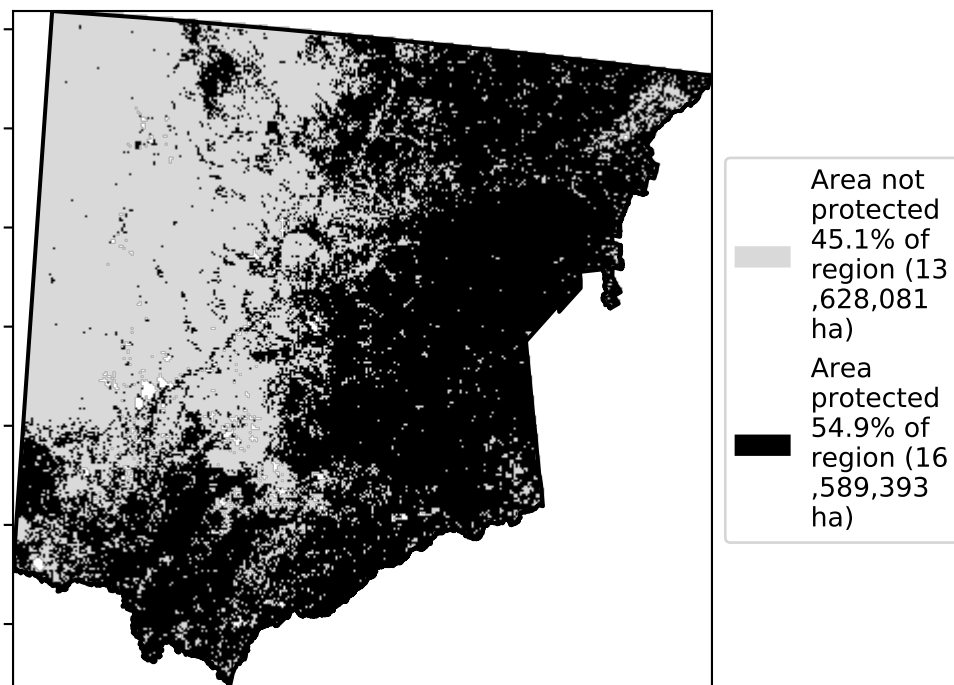 Area not
protected
45.1% of
region (13
,628,081
ha)
Area
protected
54.9% of
region (16
,589,393
ha)